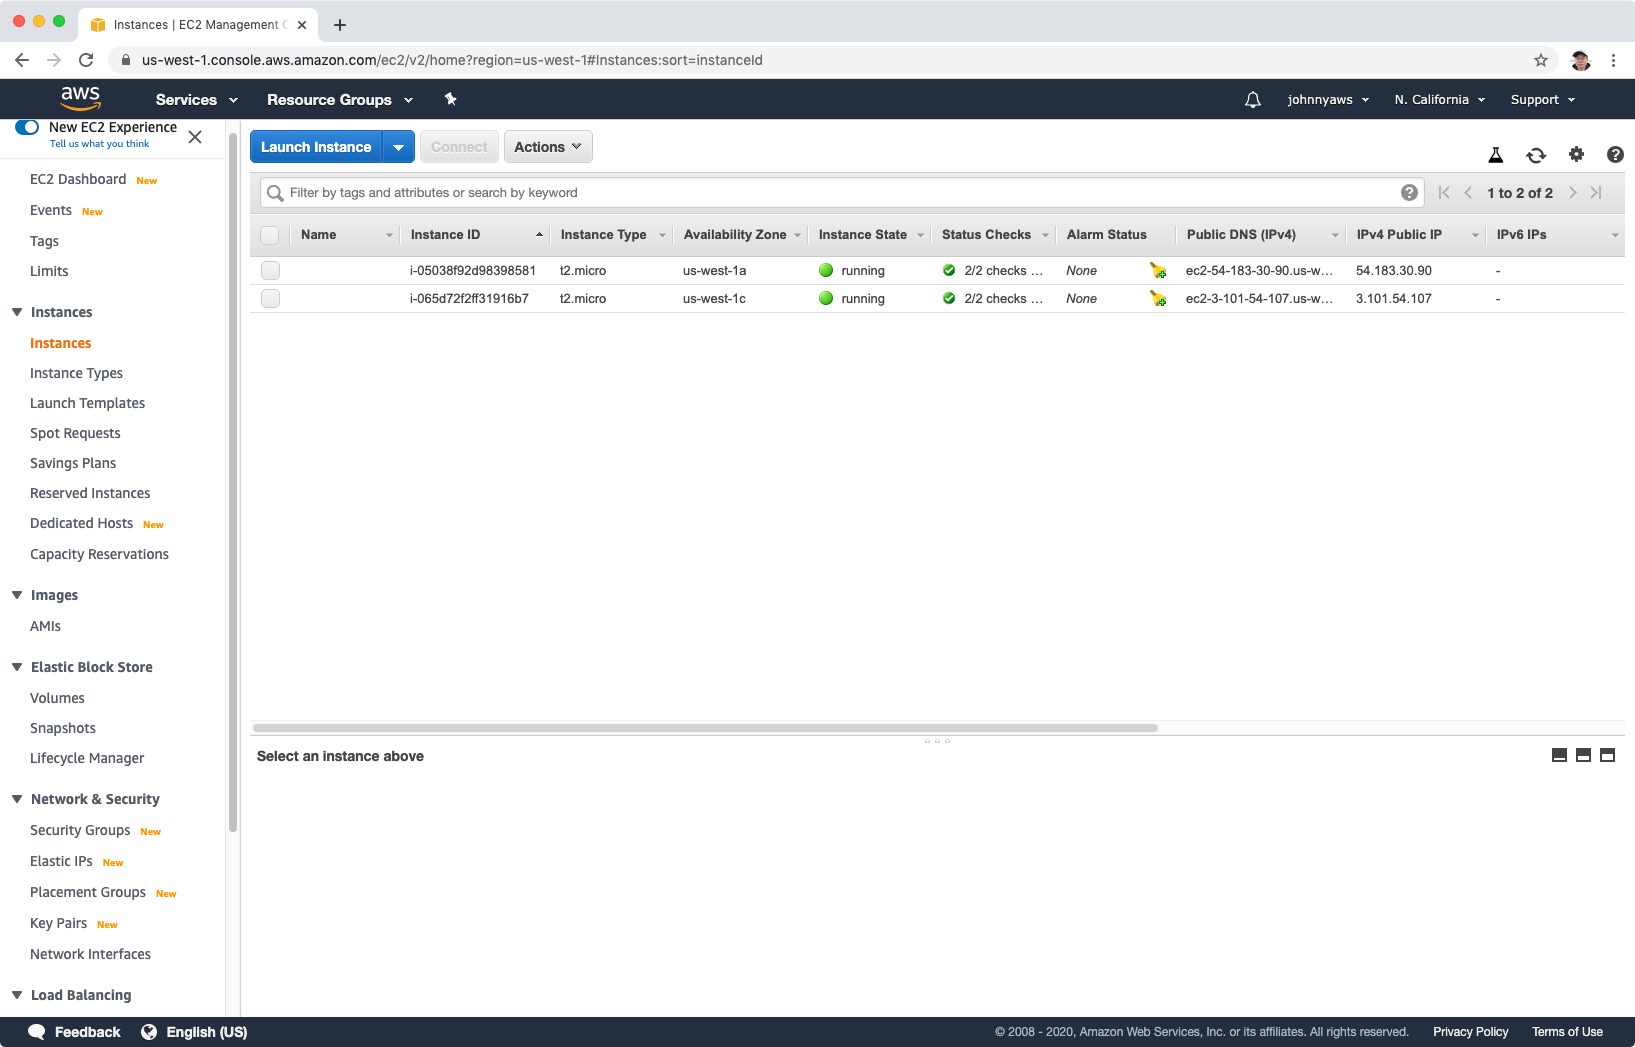 Instances | EC2 Management C
us-west-1.console.aws.amazon.com/ec2/v2/home?region=us-west-1#Instances:sort=instanceId
aws Services Resource Groups johnnyaws N. California Support
New EC2 Experience
Tell us what you think
EC2 Dashboard New
Events New
Tags
Limits
Instances
Instances
Instance Types
Launch Templates
Spot Requests
Savings Plans
Reserved Instances
Dedicated Hosts New
Capacity Reservations
Images
AMIs
Elastic Block Store
Volumes
Snapshots
Lifecycle Manager
Network & Security
Security Groups New
Elastic IPs New
Placement Groups New
Key Pairs New
Network Interfaces
Load Balancing
Launch Instance Connect Actions
Filter by tags and attributes or search by keyword 1 to 2 of 2
Name Instance ID Instance Type Availability Zone Instance State Status Checks Alarm Status Public DNS (IPv4) IPv4 Public IP IPv6 IPs
i-05038f92d98398581 t2.micro us-west-1a running 2/2 checks ... None ec2-54-183-30-90.us-w... 54.183.30.90 -
i-065d72f2ff31916b7 t2.micro us-west-1c running 2/2 checks ... None ec2-3-101-54-107.us-w... 3.101.54.107 -
Select an instance above
Feedback English (US) © 2008 - 2020, Amazon Web Services, Inc. or its affiliates. All rights reserved. Privacy Policy Terms of Use